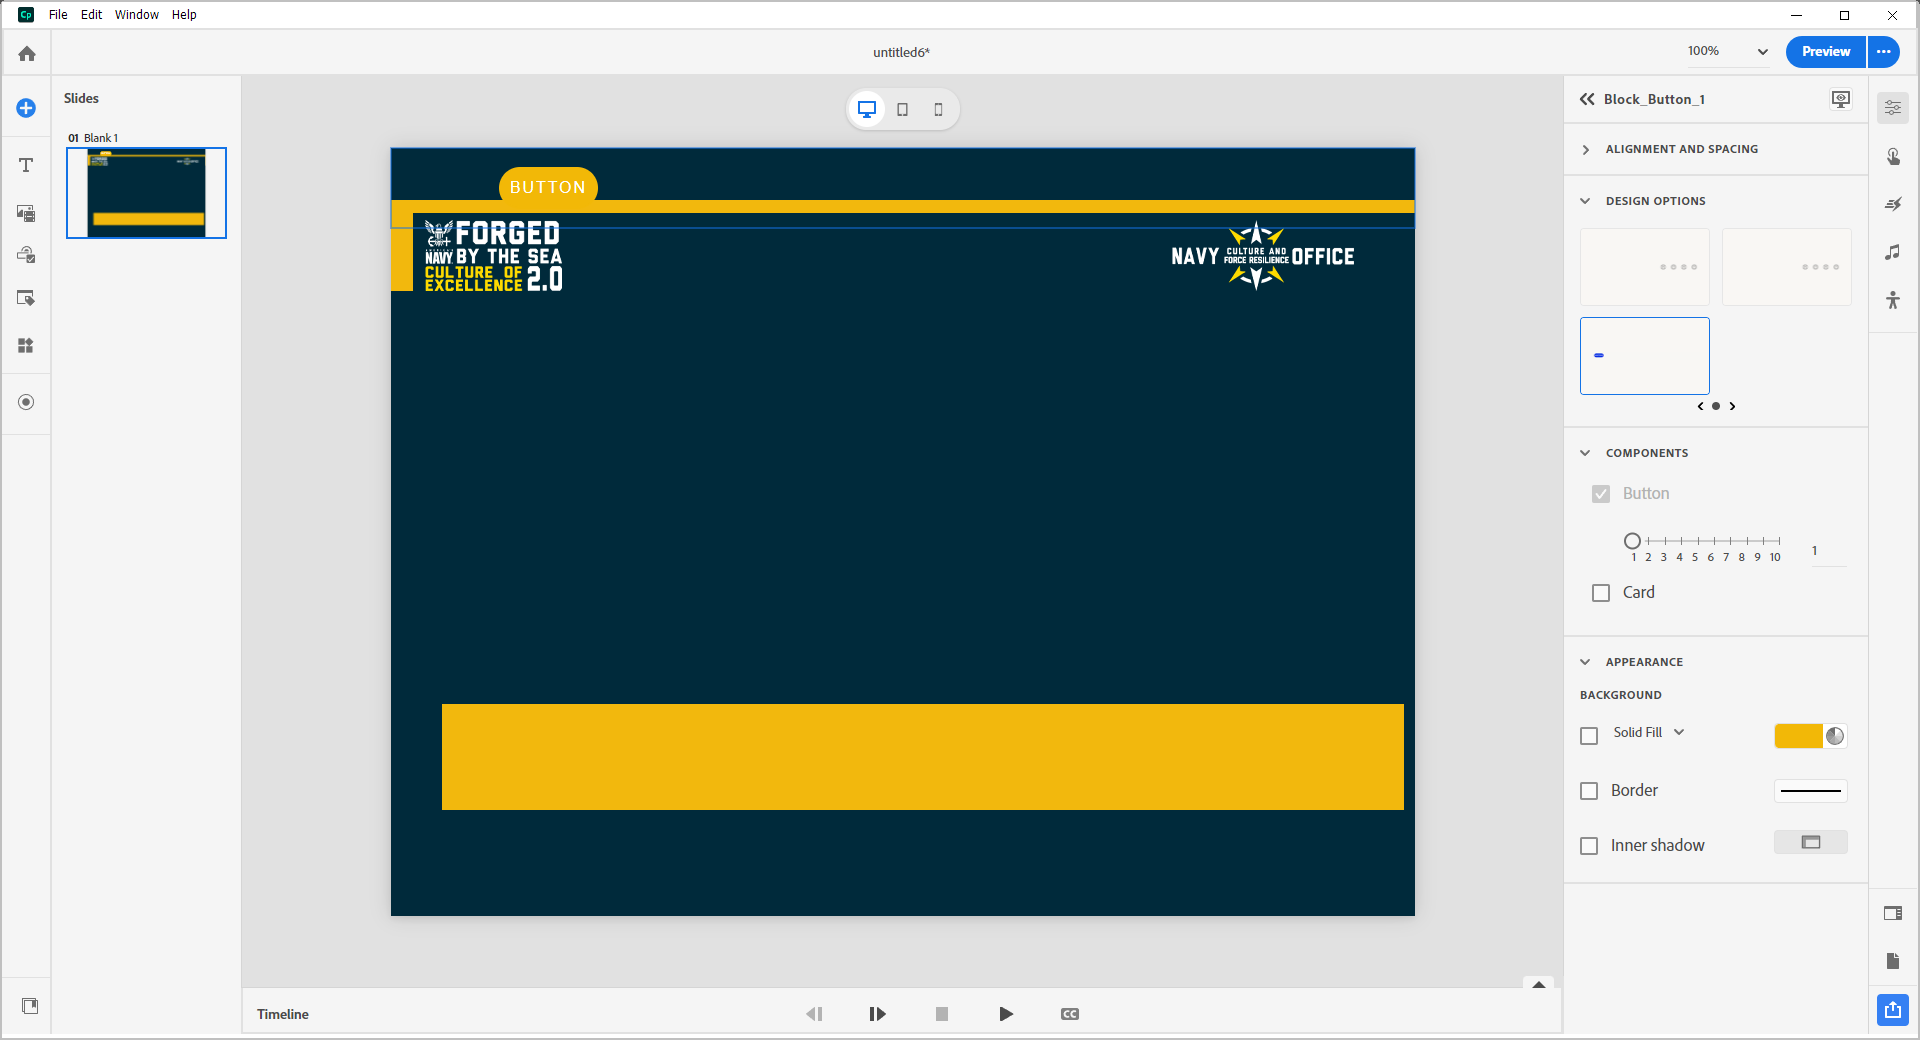 Cp File Edit Window Help
untitled6*
100%
Preview
Slides
01 Blank 1
BUTTON
FORGED
NAVY BY THE SEA
CULTURE OF
EXCELLENCE 2.0
NAVY CULTURE AND FORCE RESILIENCE OFFICE
Block_Button_1
ALIGNMENT AND SPACING
DESIGN OPTIONS
COMPONENTS
Button
1 2 3 4 5 6 7 8 9 10
1
Card
APPEARANCE
BACKGROUND
Solid Fill
Border
Inner shadow
Timeline
CC